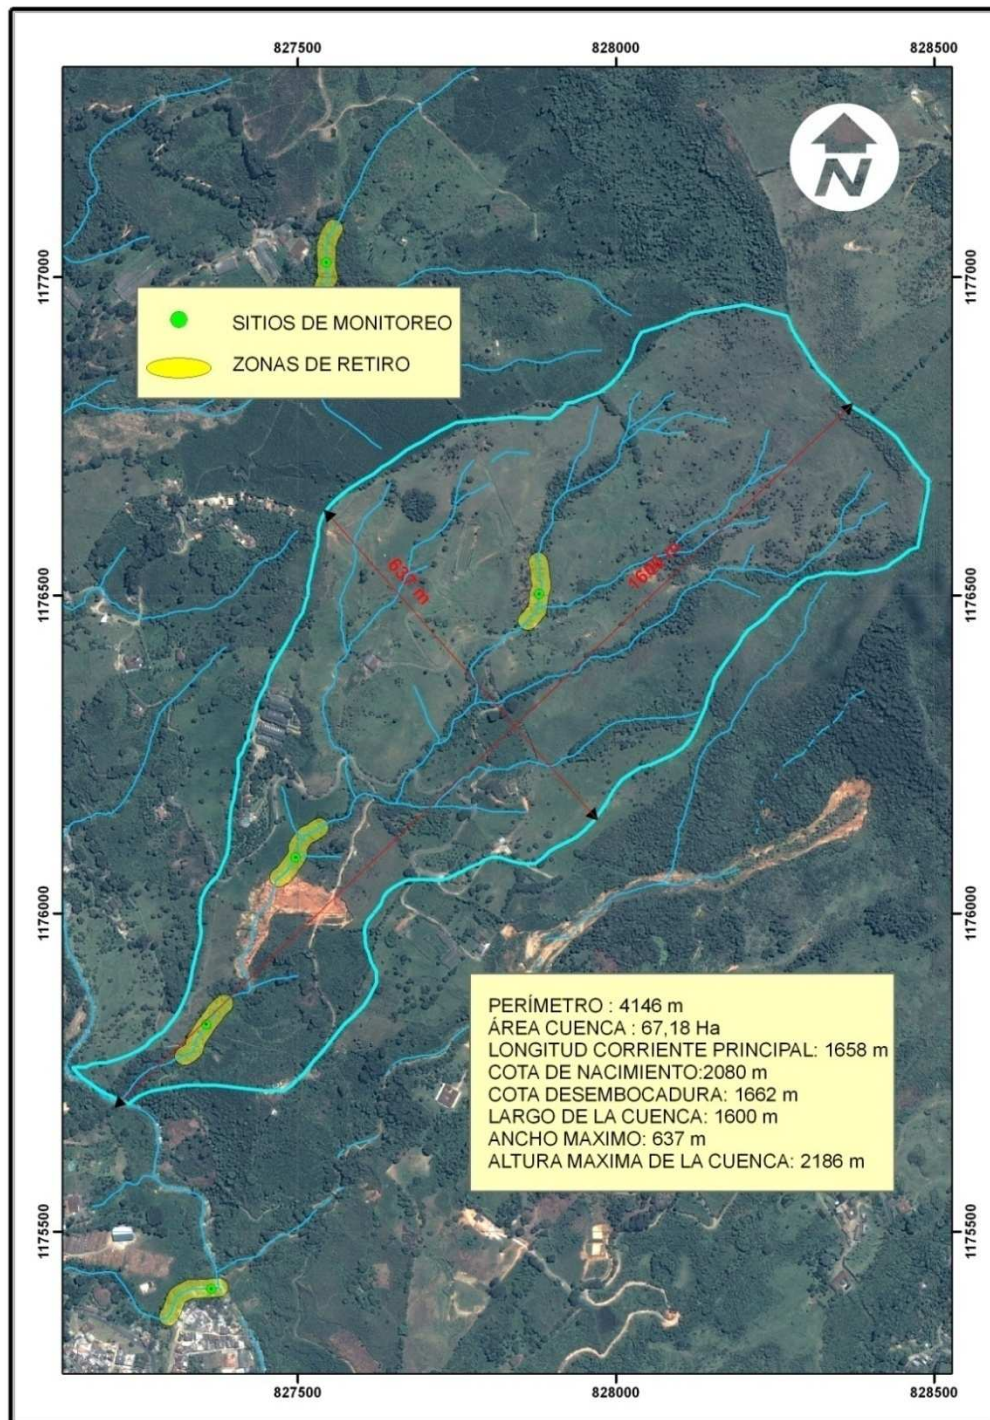 827500
828000
828500
N
1177000
1177000
SITIOS DE MONITOREO
ZONAS DE RETIRO
1176500
1176500
637 m
1600 m
1176000
1176000
PERÍMETRO : 4146 m
ÁREA CUENCA : 67,18 Ha
LONGITUD CORRIENTE PRINCIPAL: 1658 m
COTA DE NACIMIENTO:2080 m
COTA DESEMBOCADURA: 1662 m
LARGO DE LA CUENCA: 1600 m
ANCHO MAXIMO: 637 m
ALTURA MAXIMA DE LA CUENCA: 2186 m
1175500
1175500
827500
828000
828500